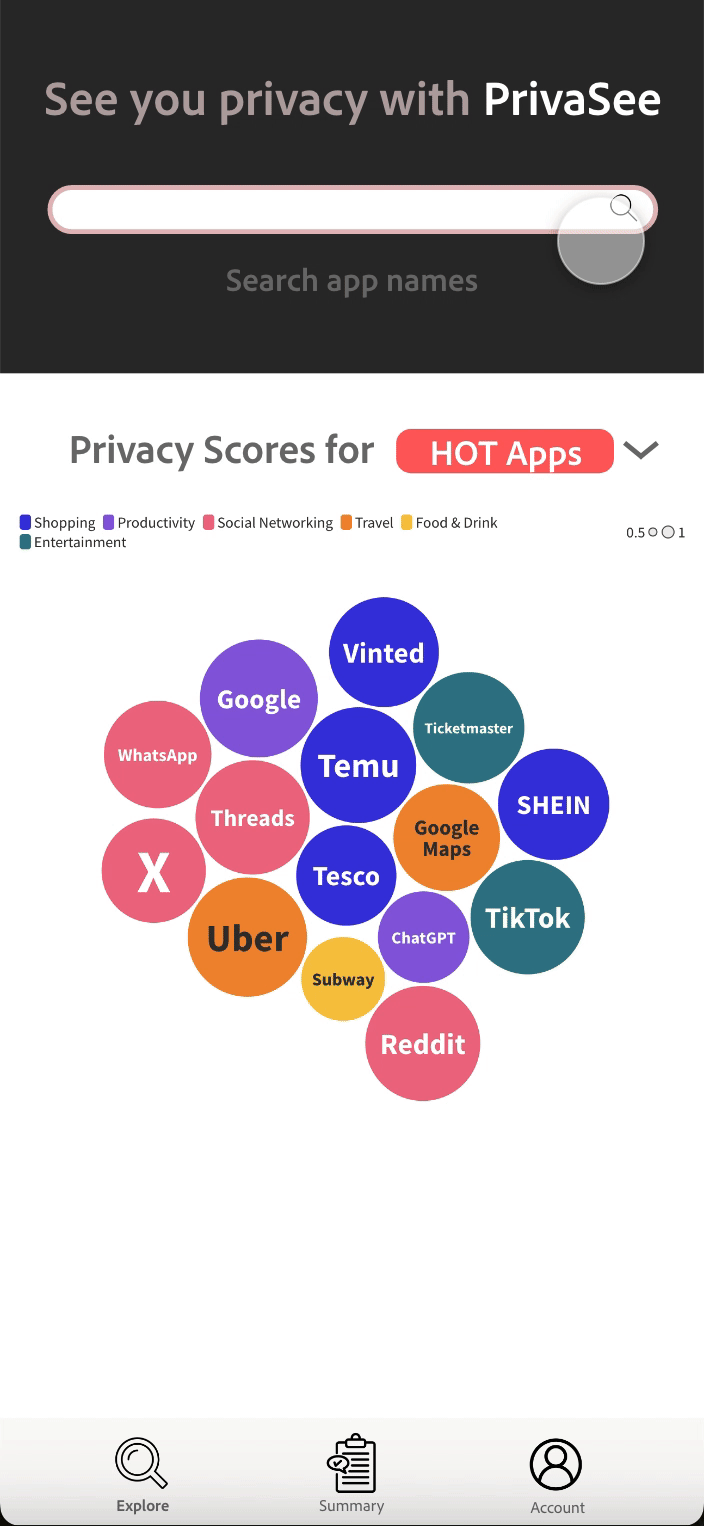 See you privacy with PrivaSee
Search app names
Privacy Scores for HOT Apps
Shopping Productivity Social Networking Travel Food & Drink
Entertainment
0.5 1
Vinted
Google
Ticketmaster
WhatsApp
Temu
SHEIN
Threads
Google
Maps
X
Tesco
TikTok
Uber
ChatGPT
Subway
Reddit
Explore Summary Account